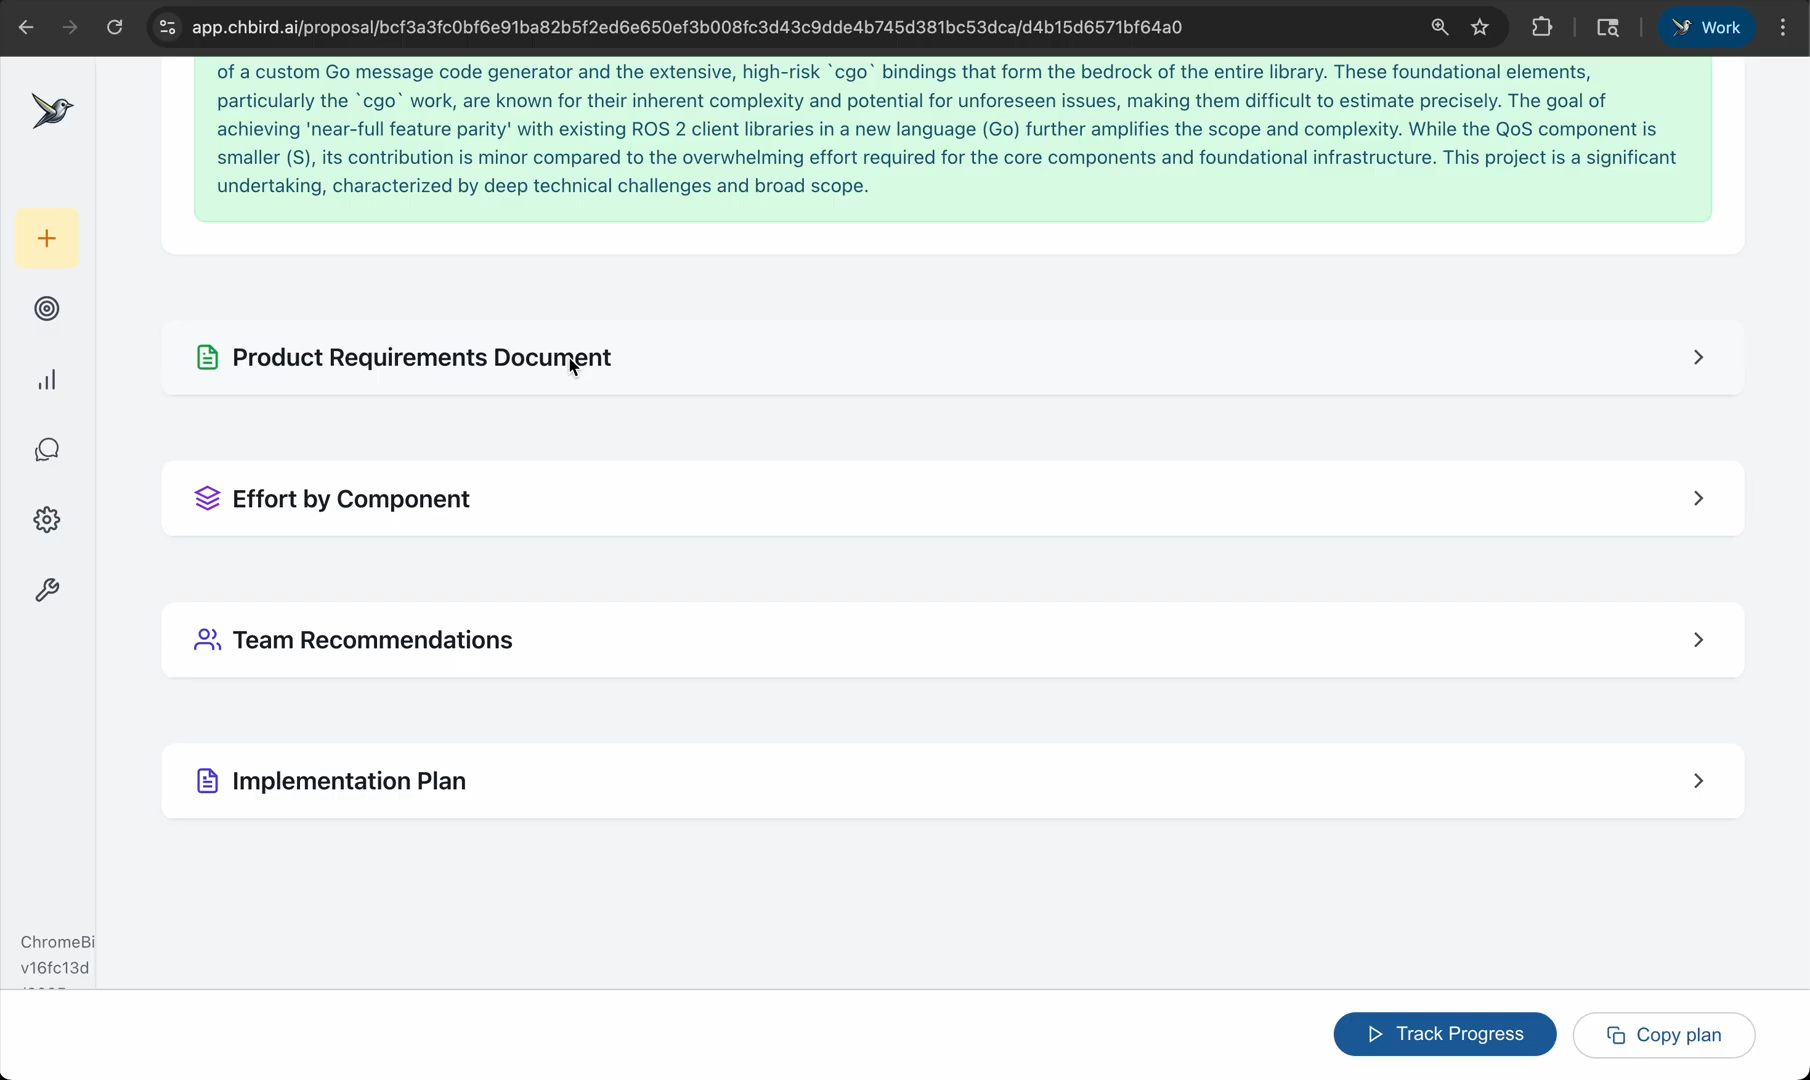 app.chbird.ai/proposal/bcf3a3fc0bf6e91ba82b5f2ed6e650ef3b008fc3d43c9dde4b745d381bc53dca/d4b15d6571bf64a0
Work
of a custom Go message code generator and the extensive, high-risk `cgo` bindings that form the bedrock of the entire library. These foundational elements,
particularly the `cgo` work, are known for their inherent complexity and potential for unforeseen issues, making them difficult to estimate precisely. The goal of
achieving 'near-full feature parity' with existing ROS 2 client libraries in a new language (Go) further amplifies the scope and complexity. While the QoS component is
smaller (S), its contribution is minor compared to the overwhelming effort required for the core components and foundational infrastructure. This project is a significant
undertaking, characterized by deep technical challenges and broad scope.
Product Requirements Document
Effort by Component
Team Recommendations
Implementation Plan
ChromeBi
v16fc13d
Track Progress
Copy plan